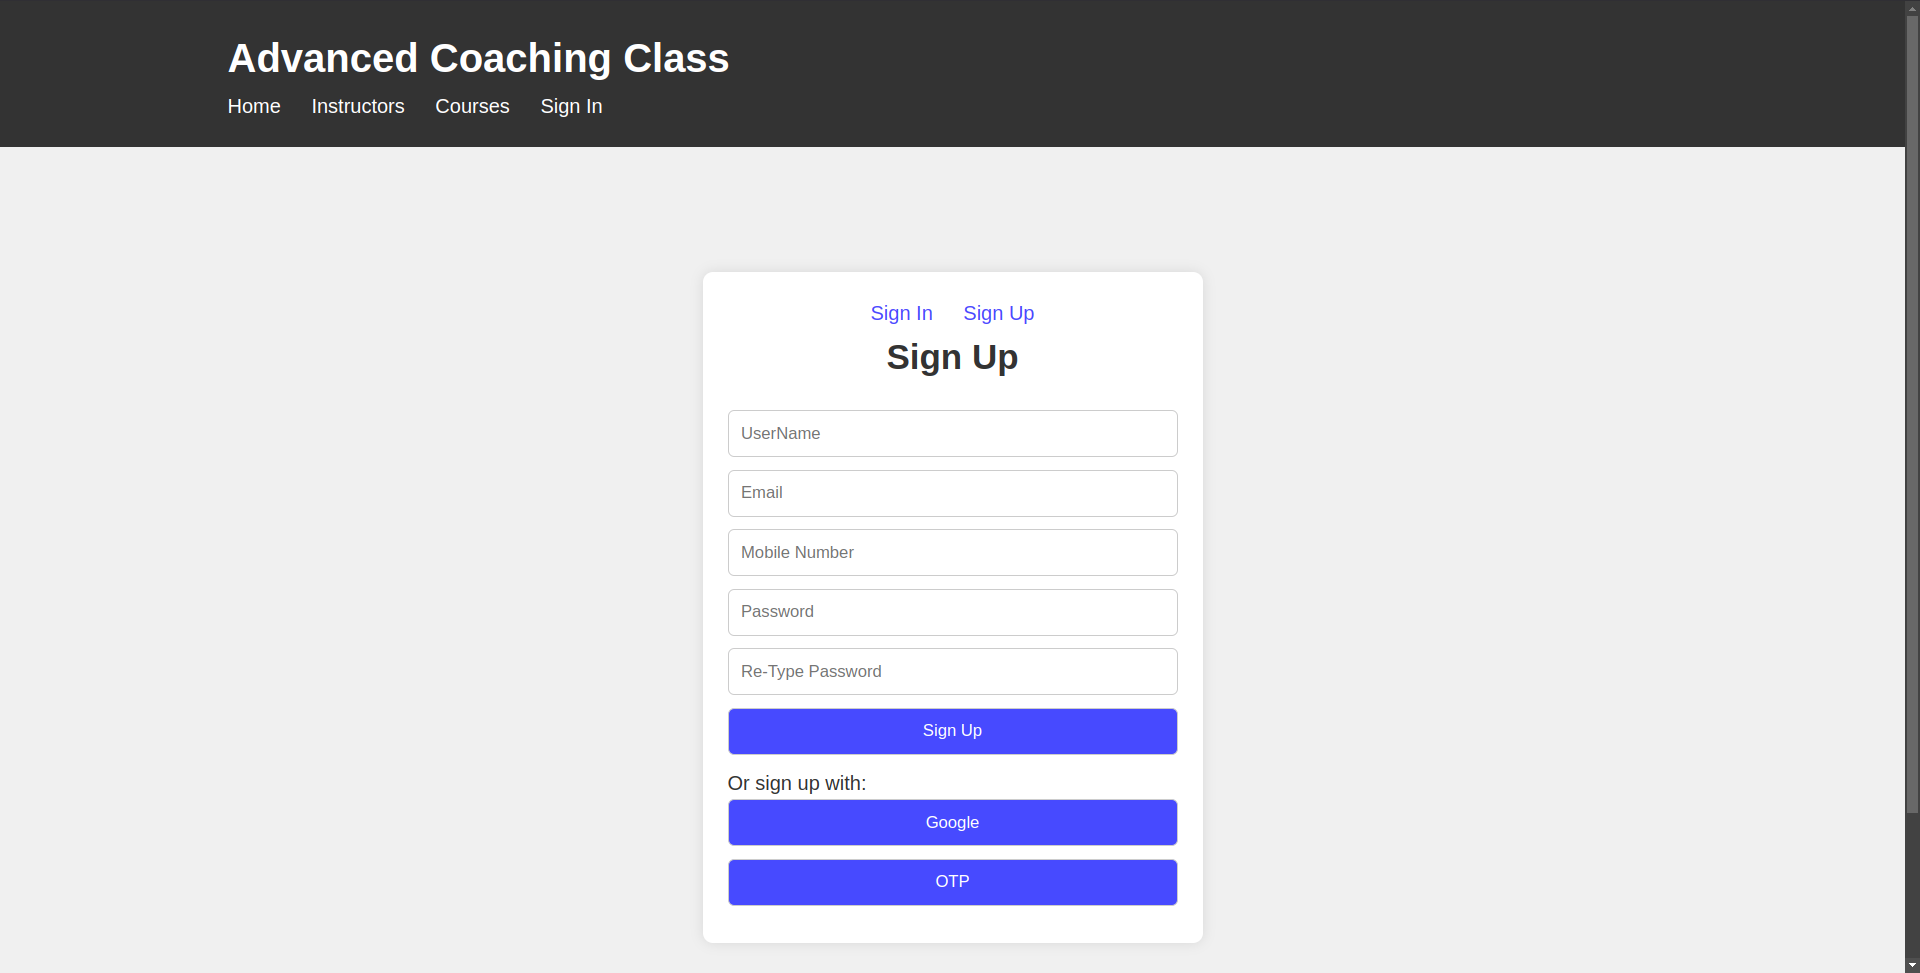 Advanced Coaching Class
Home Instructors Courses Sign In
Sign In Sign Up
Sign Up
UserName
Email
Mobile Number
Password
Re-Type Password
Sign Up
Or sign up with:
Google
OTP